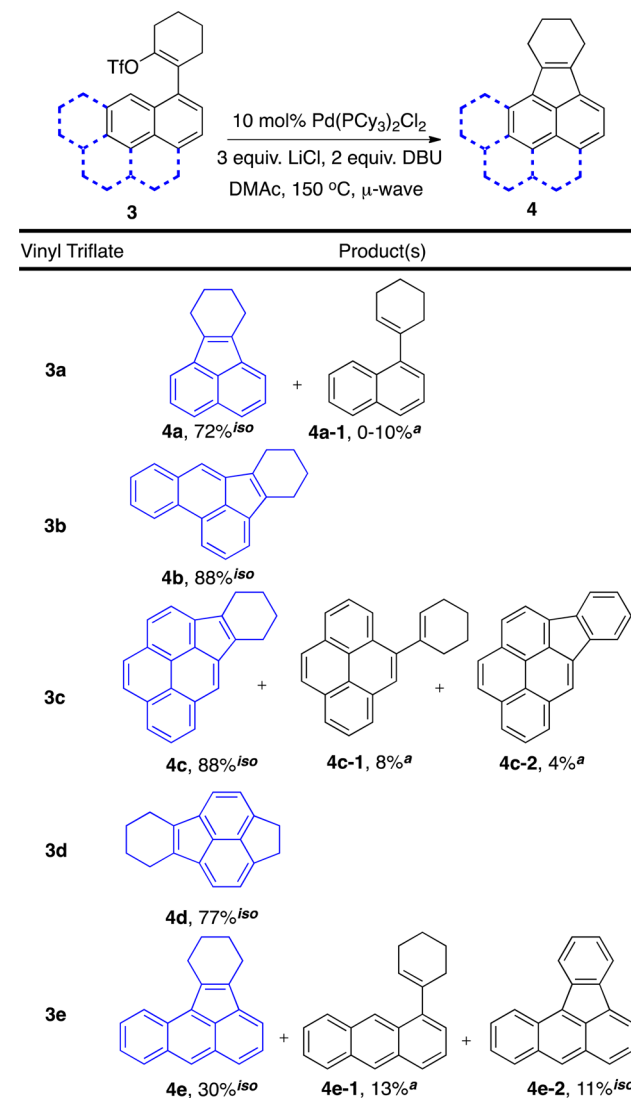 TfO
10 mol% Pd(PCy₃)₂Cl₂
3 equiv. LiCl, 2 equiv. DBU
DMAc, 150 ºC, μ-wave
3
4
Vinyl Triflate Product(s)
3a
+
4a, 72%ⁱˢᵒ 4a-1, 0-10%ᵃ
3b
4b, 88%ⁱˢᵒ
3c
+ +
4c, 88%ⁱˢᵒ 4c-1, 8%ᵃ 4c-2, 4%ᵃ
3d
4d, 77%ⁱˢᵒ
3e
+ +
4e, 30%ⁱˢᵒ 4e-1, 13%ᵃ 4e-2, 11%ⁱˢᵒ